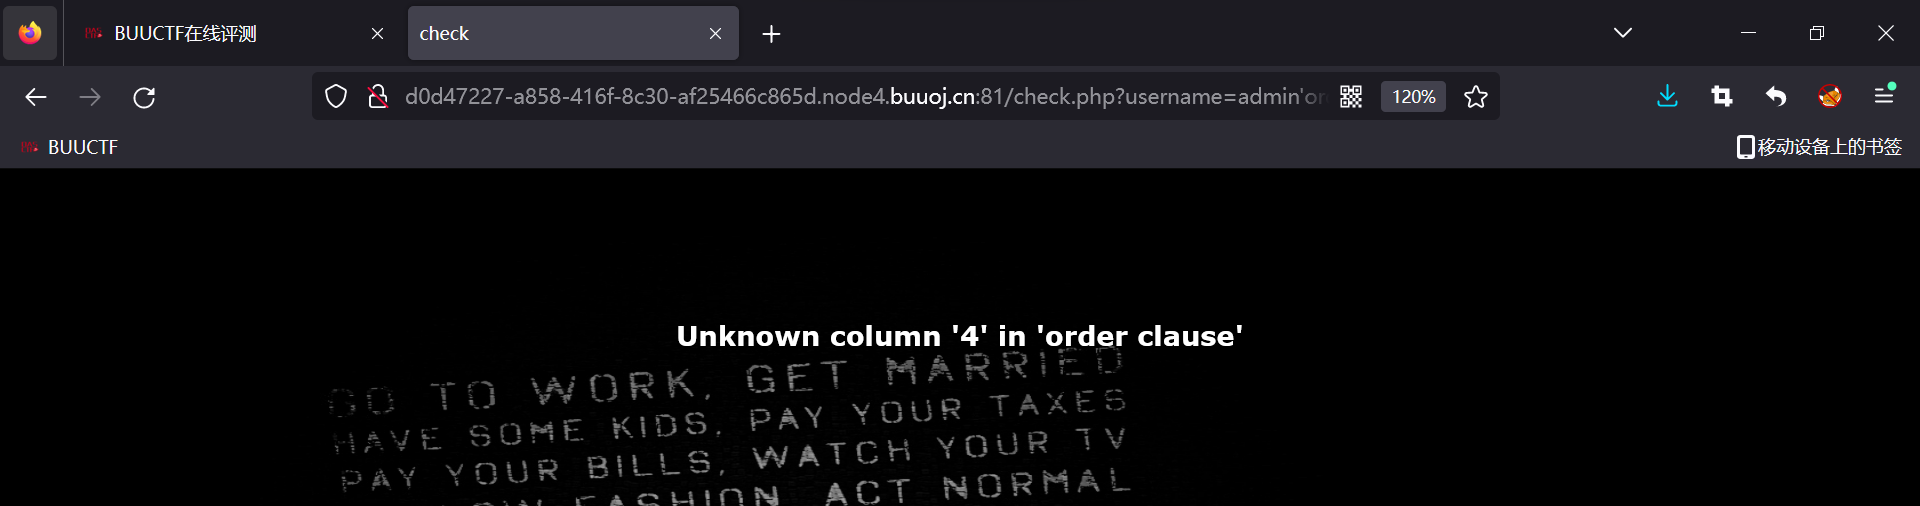 BUUCTF在线评测
check
d0d47227-a858-416f-8c30-af25466c865d.node4.buuoj.cn:81/check.php?username=admin'or
120%
BUUCTF
移动设备上的书签
Unknown column '4' in 'order clause'
GO TO WORK, GET MARRIED
HAVE SOME KIDS, PAY YOUR TAXES
PAY YOUR BILLS, WATCH YOUR TV
FASHION ACT NORMAL